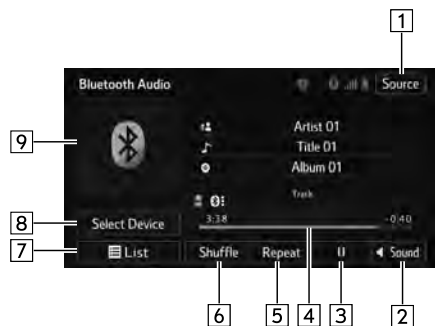 1
Bluetooth Audio
Source
9
Artist 01
Title 01
Album 01
Track
8
Select Device
3:38
-0:40
7
List
Shuffle
Repeat
Sound
6
5
4
3
2